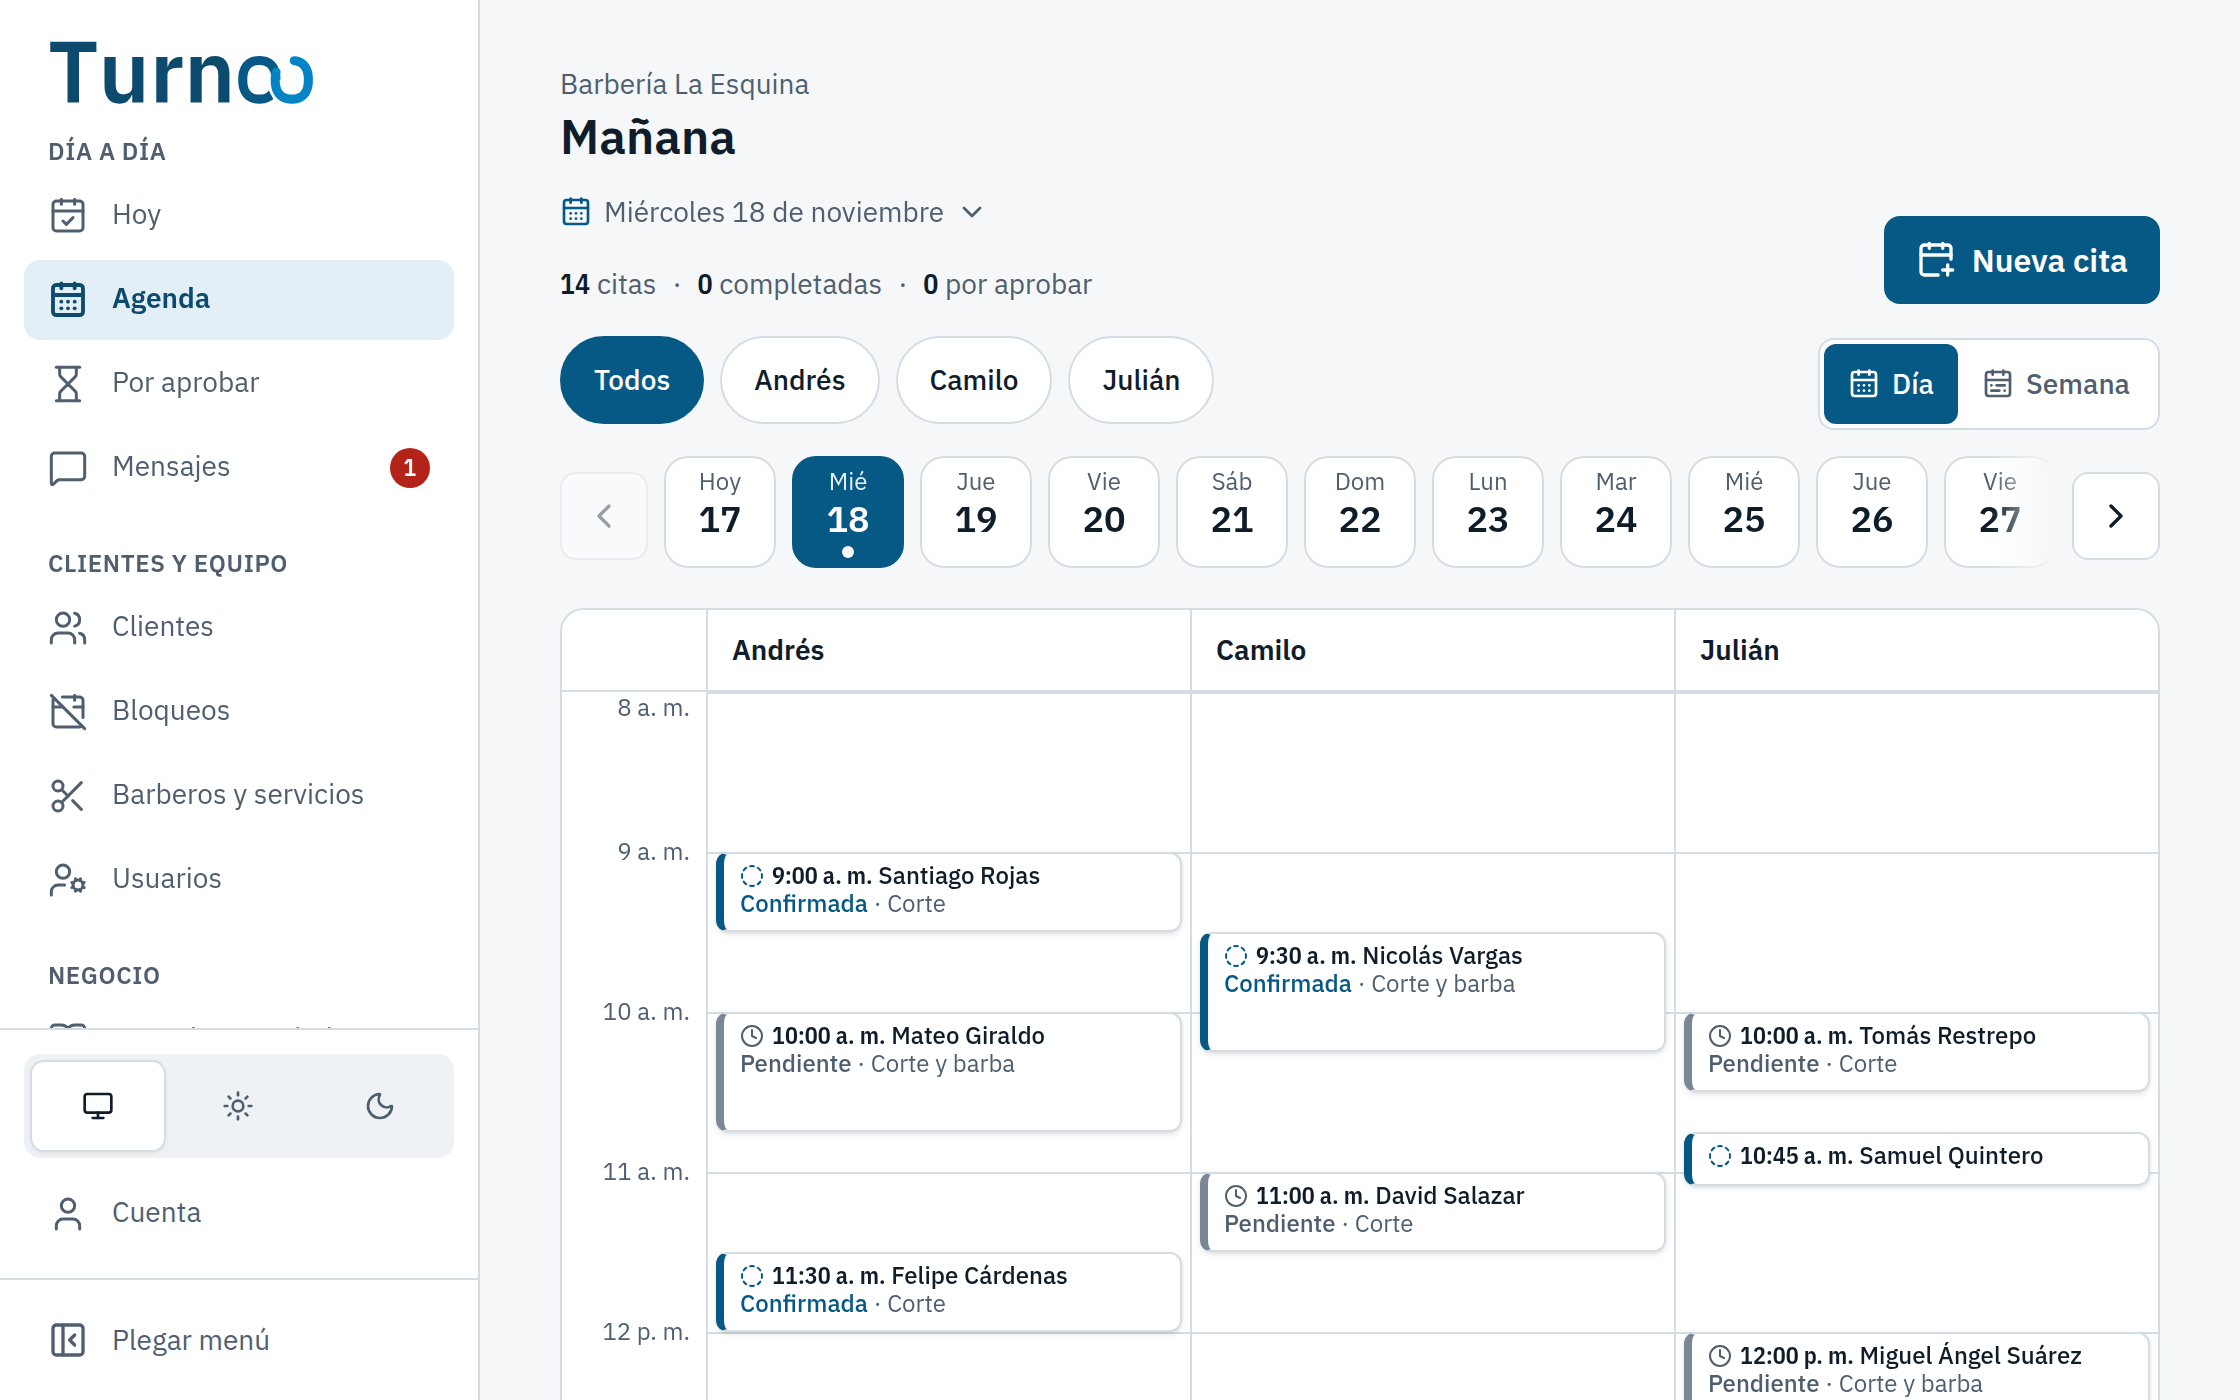 Turnoo
DÍA A DÍA
Hoy
Agenda
Por aprobar
Mensajes 1
CLIENTES Y EQUIPO
Clientes
Bloqueos
Barberos y servicios
Usuarios
NEGOCIO
Cuenta
Plegar menú
Barbería La Esquina
Mañana
Miércoles 18 de noviembre
14 citas · 0 completadas · 0 por aprobar
Nueva cita
Todos Andrés Camilo Julián
Día Semana
Hoy Mié Jue Vie Sáb Dom Lun Mar Mié Jue Vie
17 18 19 20 21 22 23 24 25 26 27
Andrés Camilo Julián
8 a. m.
9 a. m.
9:00 a. m. Santiago Rojas
Confirmada · Corte
9:30 a. m. Nicolás Vargas
Confirmada · Corte y barba
10 a. m.
10:00 a. m. Mateo Giraldo
Pendiente · Corte y barba
10:00 a. m. Tomás Restrepo
Pendiente · Corte
10:45 a. m. Samuel Quintero
11 a. m.
11:00 a. m. David Salazar
Pendiente · Corte
11:30 a. m. Felipe Cárdenas
Confirmada · Corte
12 p. m.
12:00 p. m. Miguel Ángel Suárez
Pendiente · Corte y barba